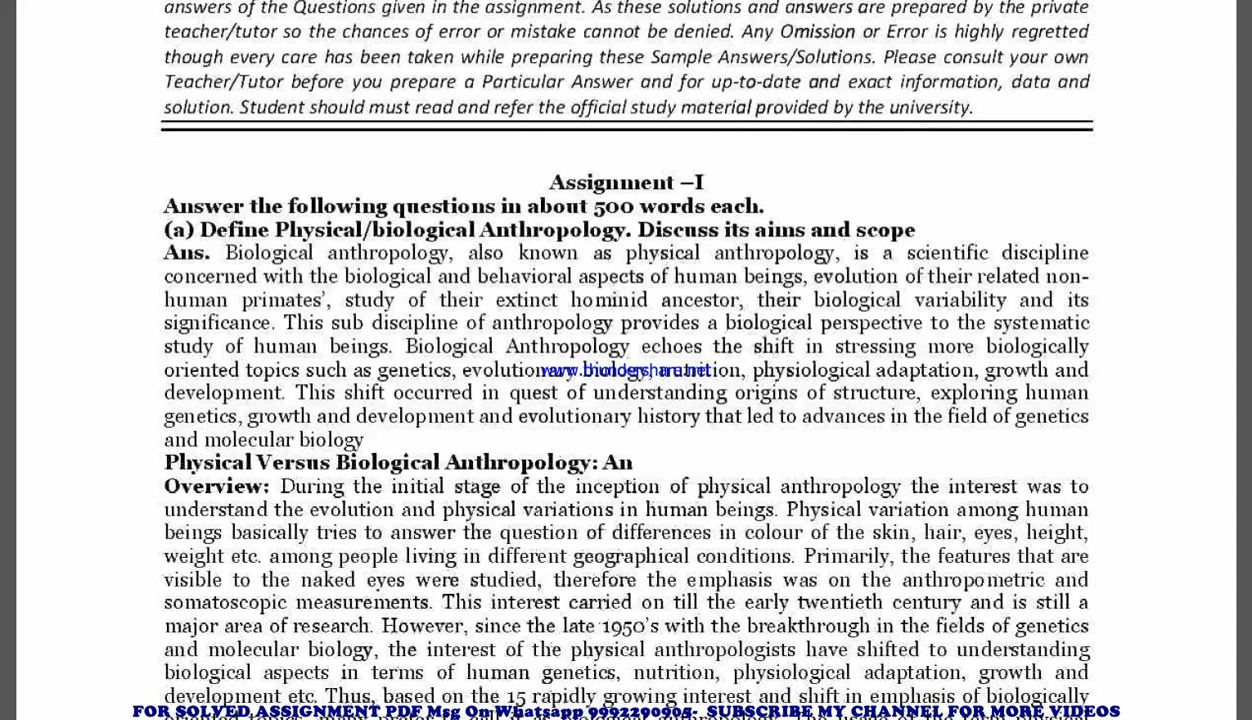 answers of the Questions given in the assignment. As these solutions and answers are prepared by the private
teacher/tutor so the chances of error or mistake cannot be denied. Any Omission or Error is highly regretted
though every care has been taken while preparing these Sample Answers/Solutions. Please consult your own
Teacher/Tutor before you prepare a Particular Answer and for up-to-date and exact information, data and
solution. Student should must read and refer the official study material provided by the university.
Assignment –I
Answer the following questions in about 500 words each.
(a) Define Physical/biological Anthropology. Discuss its aims and scope
Ans. Biological anthropology, also known as physical anthropology, is a scientific discipline
concerned with the biological and behavioral aspects of human beings, evolution of their related non-
human primates', study of their extinct hominid ancestor, their biological variability and its
significance. This sub discipline of anthropology provides a biological perspective to the systematic
study of human beings. Biological Anthropology echoes the shift in stressing more biologically
oriented topics such as genetics, evolutionary biology, nutrition, physiological adaptation, growth and
development. This shift occurred in quest of understanding origins of structure, exploring human
genetics, growth and development and evolutionary history that led to advances in the field of genetics
and molecular biology
Physical Versus Biological Anthropology: An
Overview: During the initial stage of the inception of physical anthropology the interest was to
understand the evolution and physical variations in human beings. Physical variation among human
beings basically tries to answer the question of differences in colour of the skin, hair, eyes, height,
weight etc. among people living in different geographical conditions. Primarily, the features that are
visible to the naked eyes were studied, therefore the emphasis was on the anthropometric and
somatoscopic measurements. This interest carried on till the early twentieth century and is still a
major area of research. However, since the late 1950's with the breakthrough in the fields of genetics
and molecular biology, the interest of the physical anthropologists have shifted to understanding
biological aspects in terms of human genetics, nutrition, physiological adaptation, growth and
development etc. Thus, based on the 15 rapidly growing interest and shift in emphasis of biologically
FOR SOLVED ASSIGNMENT PDF Msg On Whatsapp 9992290905- SUBSCRIBE MY CHANNEL FOR MORE VIDEOS